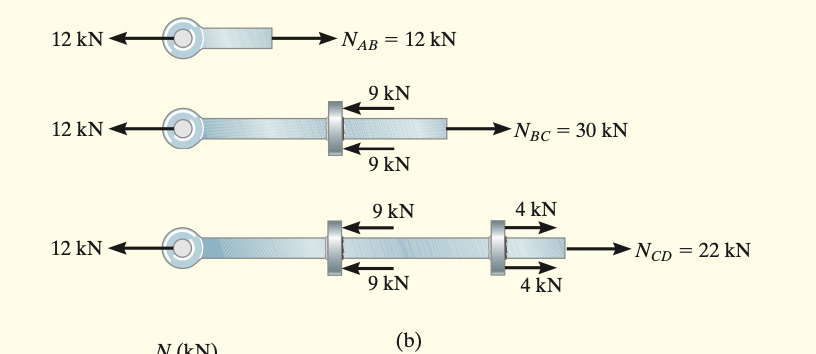 12 kN N_AB = 12 kN
9 kN
12 kN N_BC = 30 kN
9 kN
9 kN 4 kN
12 kN N_CD = 22 kN
9 kN 4 kN
(b)
N (kN)